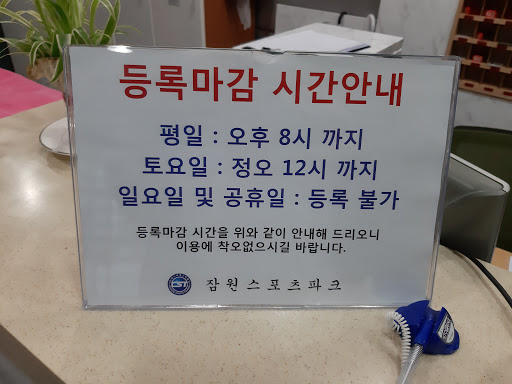 등록마감 시간안내
평일 : 오후 8시 까지
토요일 : 정오 12시 까지
일요일 및 공휴일 : 등록 불가
등록마감 시간을 위와 같이 안내해 드리오니
이용에 착오없으시길 바랍니다.
잠원스포츠파크